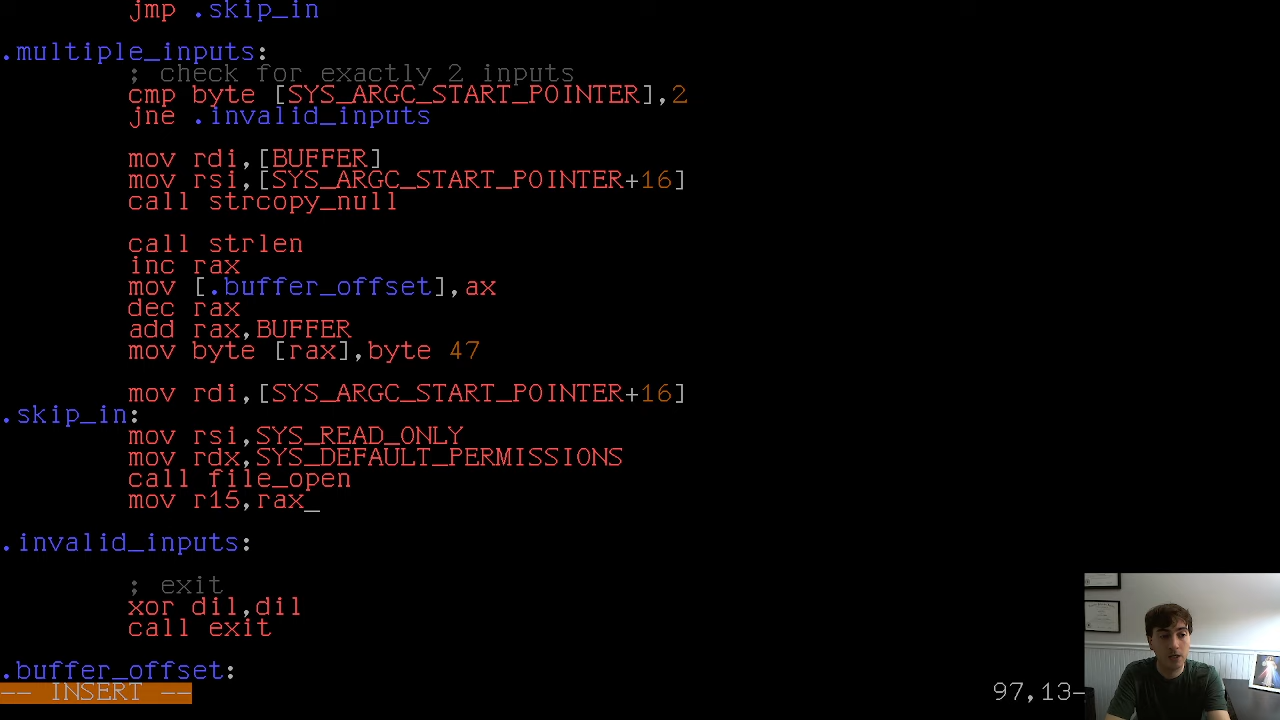 jmp .skip_in
.multiple_inputs:
; check for exactly 2 inputs
cmp byte [SYS_ARGC_START_POINTER],2
jne .invalid_inputs
mov rdi,[BUFFER]
mov rsi,[SYS_ARGC_START_POINTER+16]
call strcopy_null
call strlen
inc rax
mov [.buffer_offset],ax
dec rax
add rax,BUFFER
mov byte [rax],byte 47
mov rdi,[SYS_ARGC_START_POINTER+16]
.skip_in:
mov rsi,SYS_READ_ONLY
mov rdx,SYS_DEFAULT_PERMISSIONS
call file_open
mov r15,rax_
.invalid_inputs:
; exit
xor dil,dil
call exit
.buffer_offset:
-- INSERT -- 97,13-